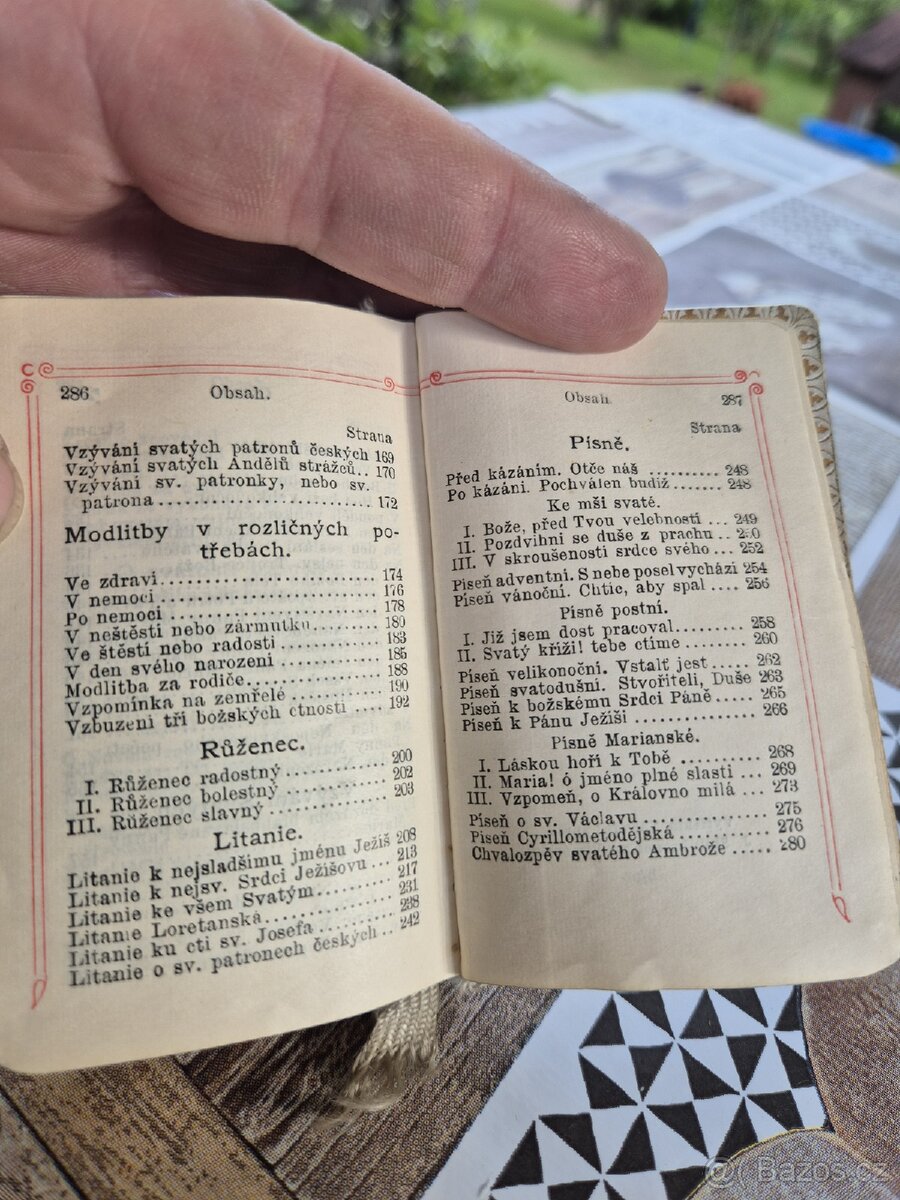 286 Obsah.
Strana
Vzývání svatých patronů českých 169
Vzývání svatých Andělů strážců.. 170
Vzývání sv. patronky, nebo sv.
patrona ........................ 172
Modlitby v rozličných po-
třebách.
Ve zdraví........................ 174
V nemoci ........................ 176
Po nemoci ....................... 178
V neštěstí nebo zármutku......... 180
Ve štěstí nebo radosti .......... 183
V den svého narození ............ 185
Modlitba za rodiče............... 188
Vzpomínka na zemřelé ............ 190
Vzbuzení tří božských ctností .... 192
Růženec.
I. Růženec radostný ............. 200
II. Růženec bolestný ............ 202
III. Růženec slavný ............. 203
Litanie.
Litanie k nejsladšímu jménu Ježíš 208
Litanie k nejsv. Srdci Ježíšovu ... 213
Litanie ke všem Svatým........... 217
Litanie Loretanská............... 231
Litanie ku cti sv. Josefa........ 238
Litanie o sv. patronech českých.. 242
Obsah 287
Strana
Písně.
Před kázáním. Otče náš .......... 248
Po kázání. Pochválen budiž ...... 248
Ke mši svaté.
I. Bože, před Tvou velebností ... 249
II. Pozdvihni se duše z prachu .. 250
III. V skroušenosti srdce svého... 252
Píseň adventní. S nebe posel vychází 254
Píseň vánoční. Chtíc, aby spal .... 256
Písně postní.
I. Již jsem dost pracoval........ 258
II. Svatý kříži! tebe ctíme ..... 260
Píseň velikonoční. Vstalť jest ..... 262
Píseň svatodušní. Stvořiteli, Duše 263
Píseň k božskému Srdci Páně..... 265
Píseň k Pánu Ježíši ............. 266
Písně Marianské.
I. Láskou hoří k Tobě ........... 268
II. Maria! ó jméno plné slasti ... 269
III. Vzpomeň, o Královno milá ... 273
Píseň o sv. Václavu ............. 275
Píseň Cyrillometodějská ......... 276
Chvalozpěv svatého Ambrože ..... 280
Bazos.cz